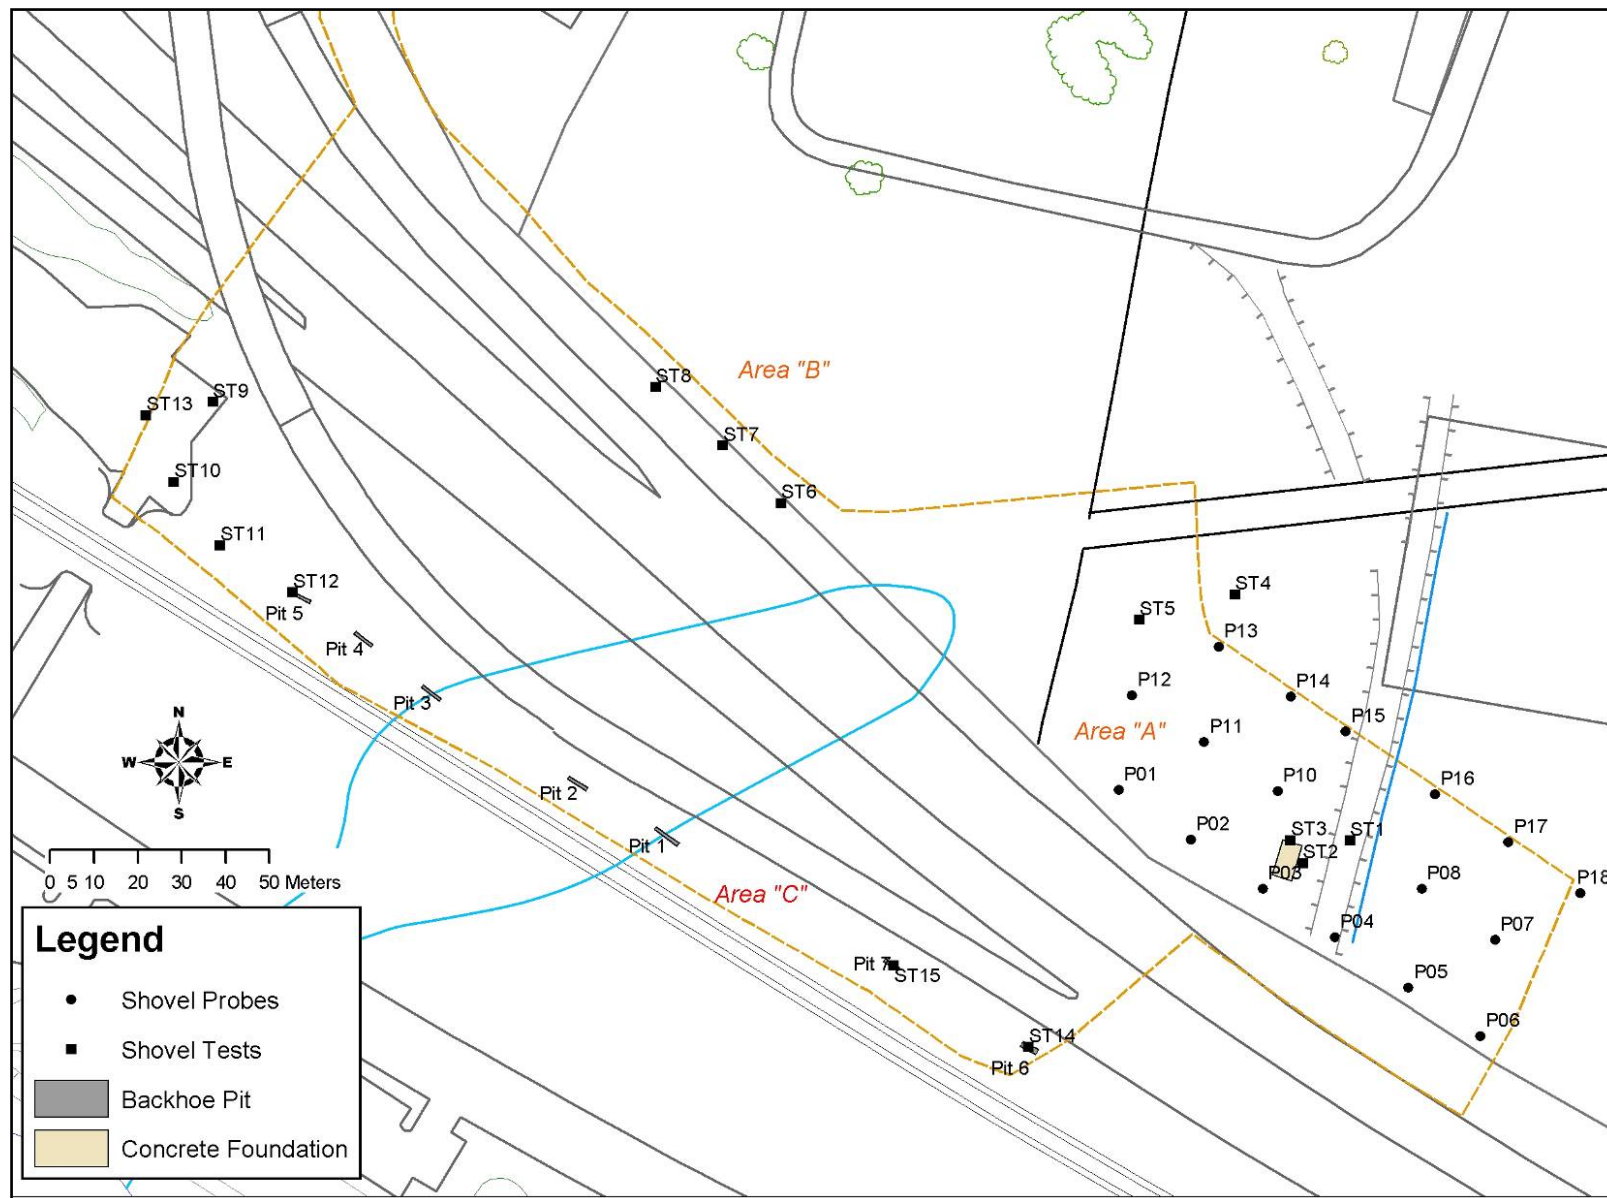 Area "B"
ST8
ST7
ST6
ST13
ST9
ST10
ST11
ST12
Pit 5
Pit 4
Pit 3
Pit 2
Pit 1
Area "C"
Pit 7
ST15
ST14
Pit 6
ST4
ST5
P13
P12
P14
Area "A"
P11
P15
P01
P10
P16
P02
ST3
ST1
P17
ST2
P03
P08
P18
P04
P07
P05
P06
N
W
E
S
0 5 10 20 30 40 50 Meters
Legend
Shovel Probes
Shovel Tests
Backhoe Pit
Concrete Foundation